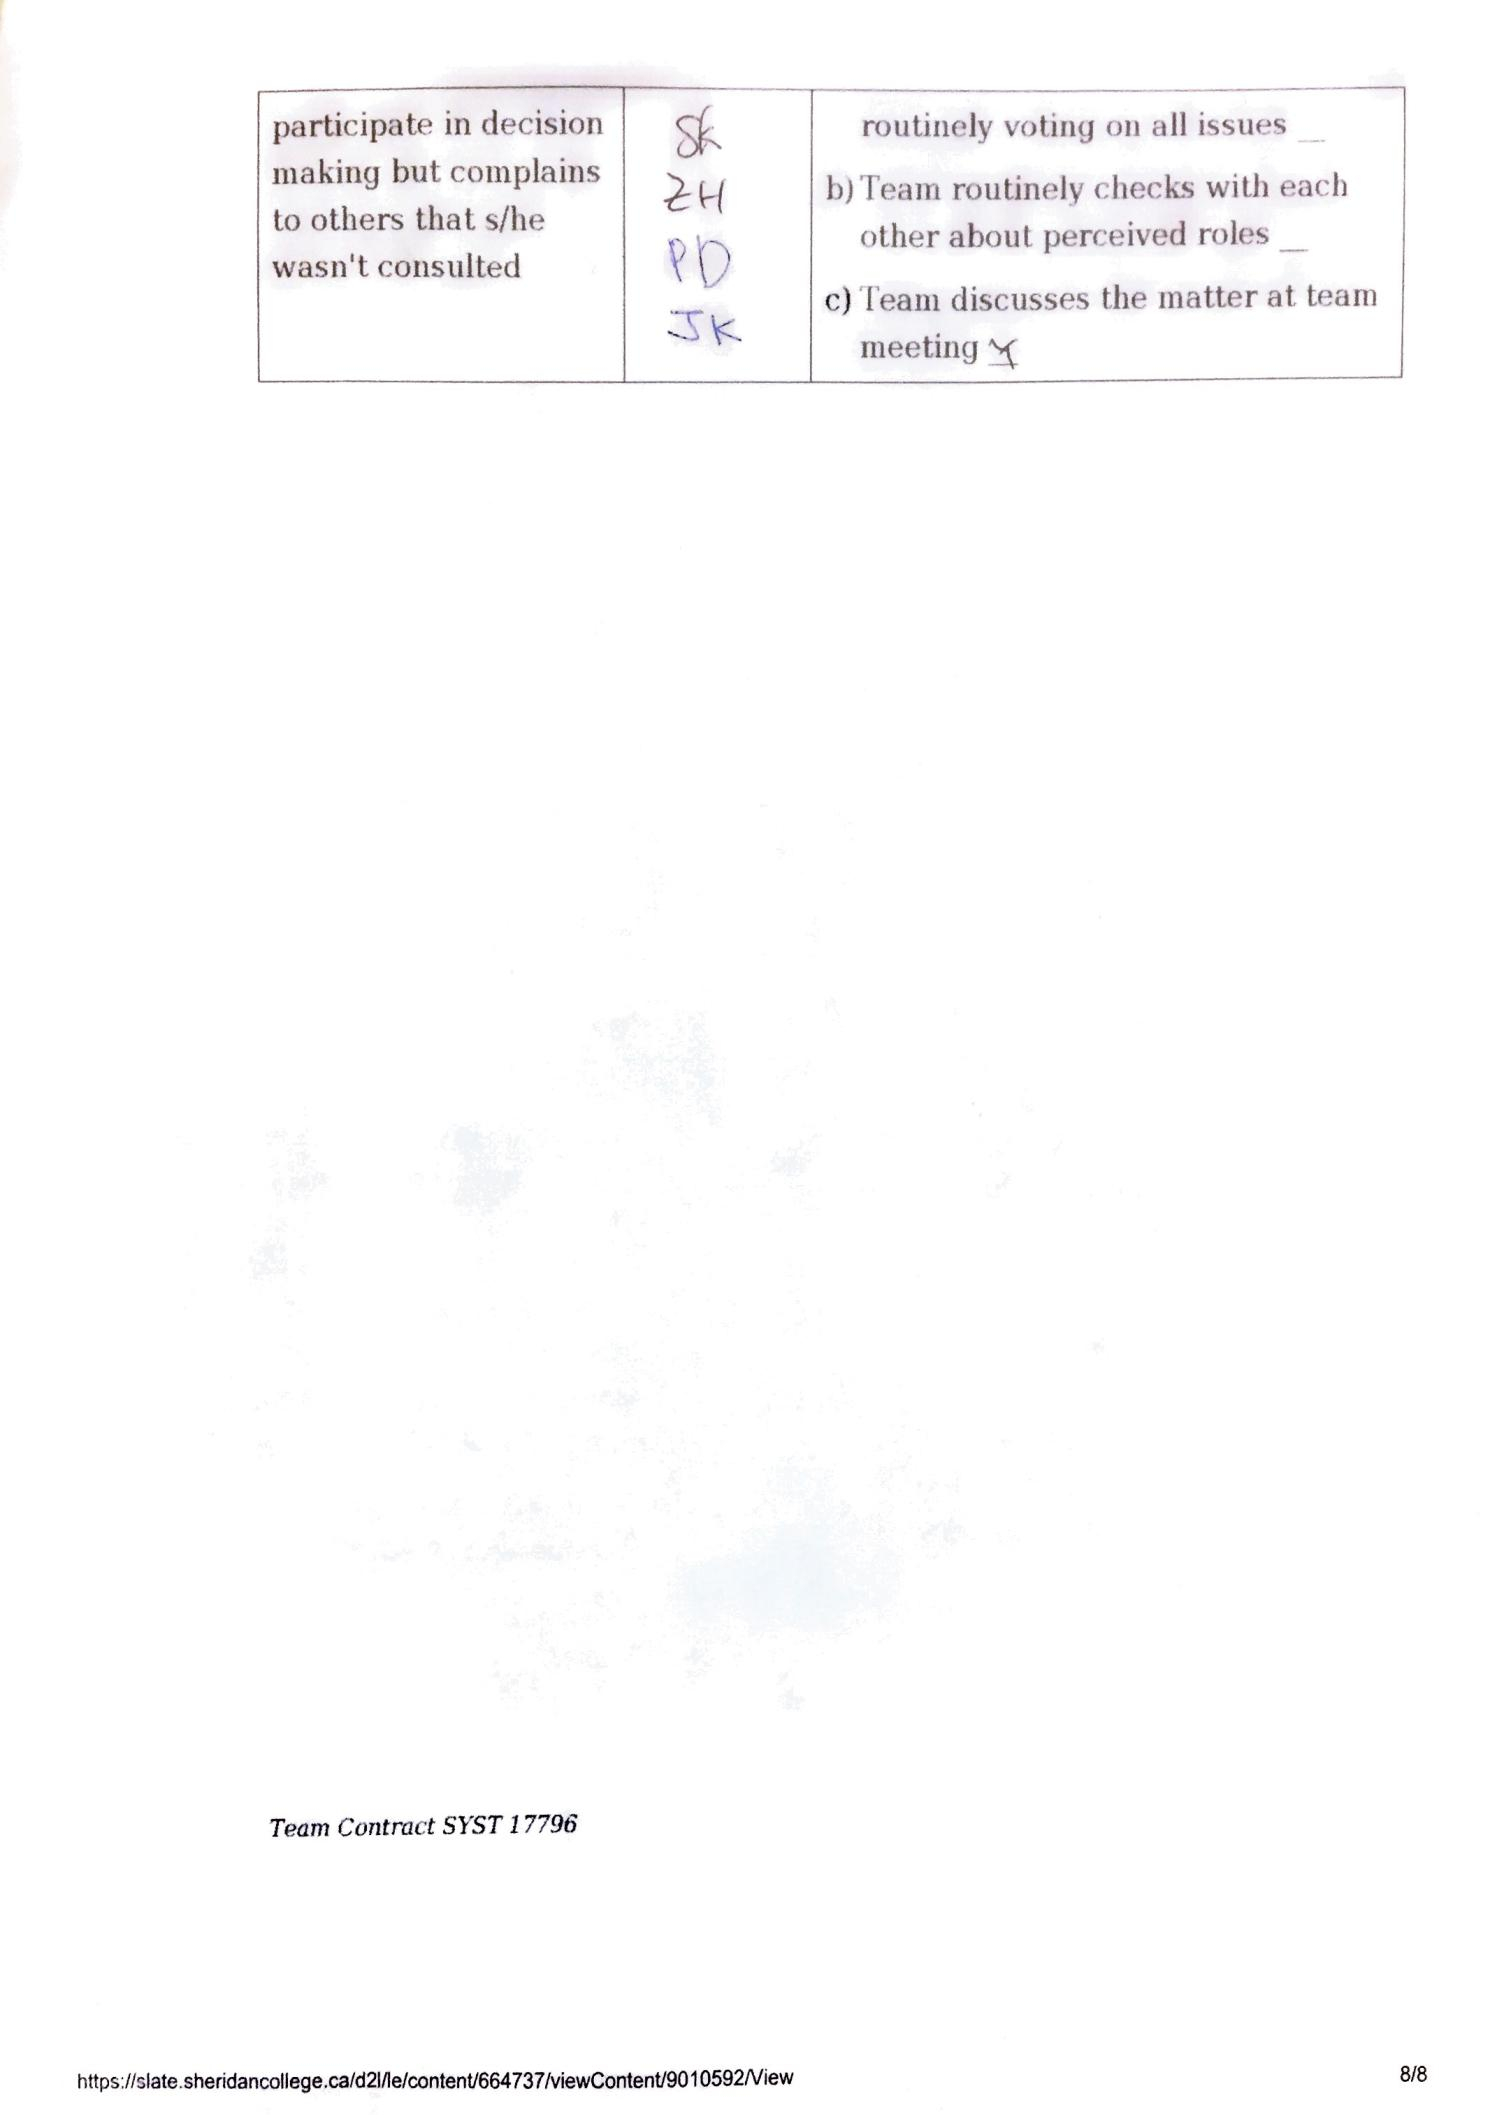 participate in decision
making but complains
to others that s/he
wasn't consulted
SK
ZH
PD
JK
routinely voting on all issues __
b) Team routinely checks with each
other about perceived roles __
c) Team discusses the matter at team
meeting
Team Contract SYST 17796
https://slate.sheridancollege.ca/d2l/le/content/664737/viewContent/9010592/View
8/8